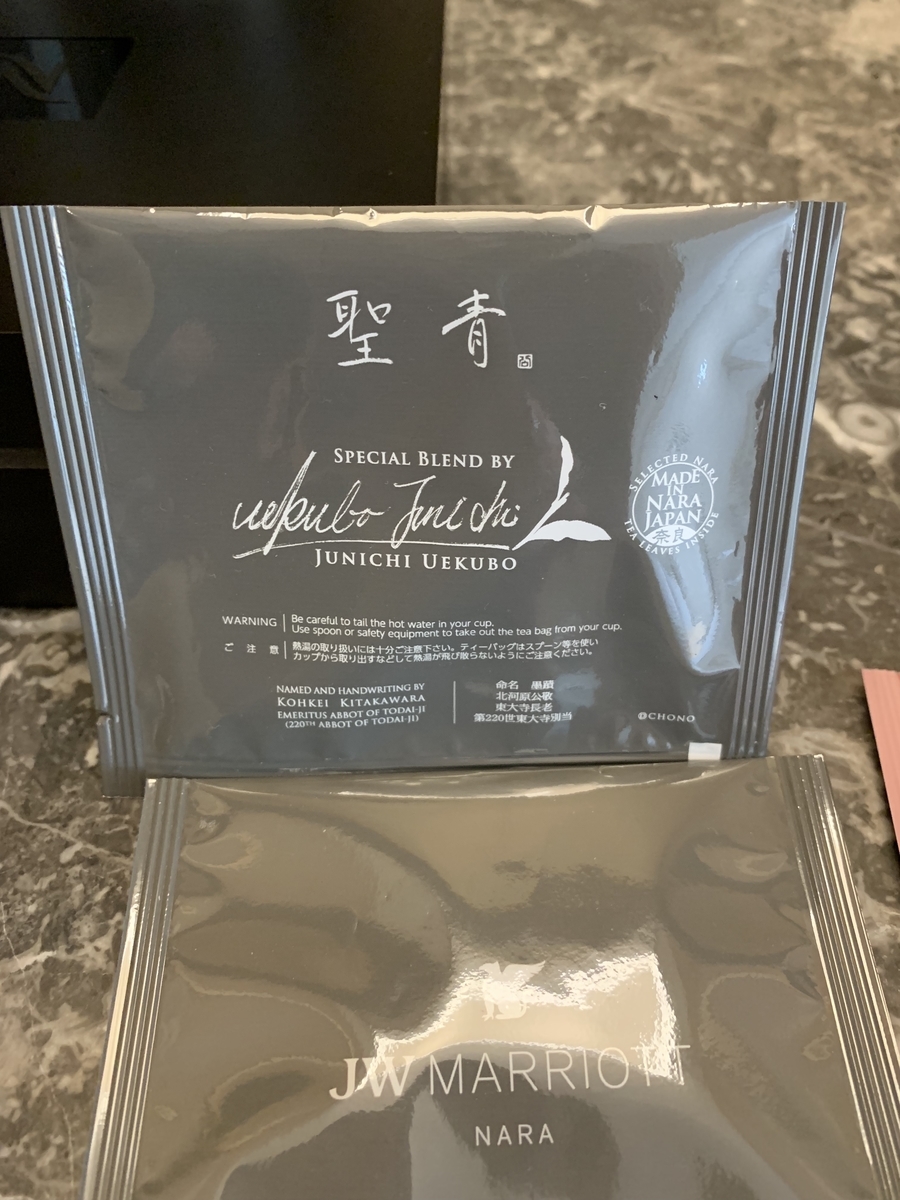 聖青
尚
SPECIAL BLEND BY
uekubo Junichi
JUNICHI UEKUBO
SELECTED NARA
MADE
IN
NARA
JAPAN
奈良
TEA LEAVES INSIDE
WARNING
Be careful to tail the hot water in your cup.
Use spoon or safety equipment to take out the tea bag from your cup.
ご注意
熱湯の取り扱いには十分ご注意下さい。ティーバッグはスプーン等を使い
カップから取り出すなどして熱湯が飛び散らないようにご注意ください。
NAMED AND HANDWRITING BY
KOHKEI KITAKAWARA
EMERITUS ABBOT OF TODAI-JI
(220TH ABBOT OF TODAI-JI)
命名 墨蹟
北河原公敬
東大寺長老
第220世東大寺別当
@CHONO
JW MARRIOTT
NARA